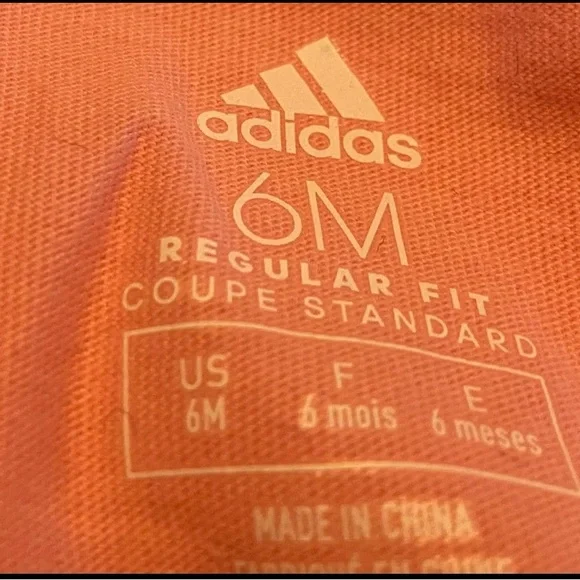 adidas
6M
REGULAR FIT
COUPE STANDARD
US F E
6M 6 mois 6 meses
MADE IN CHINA